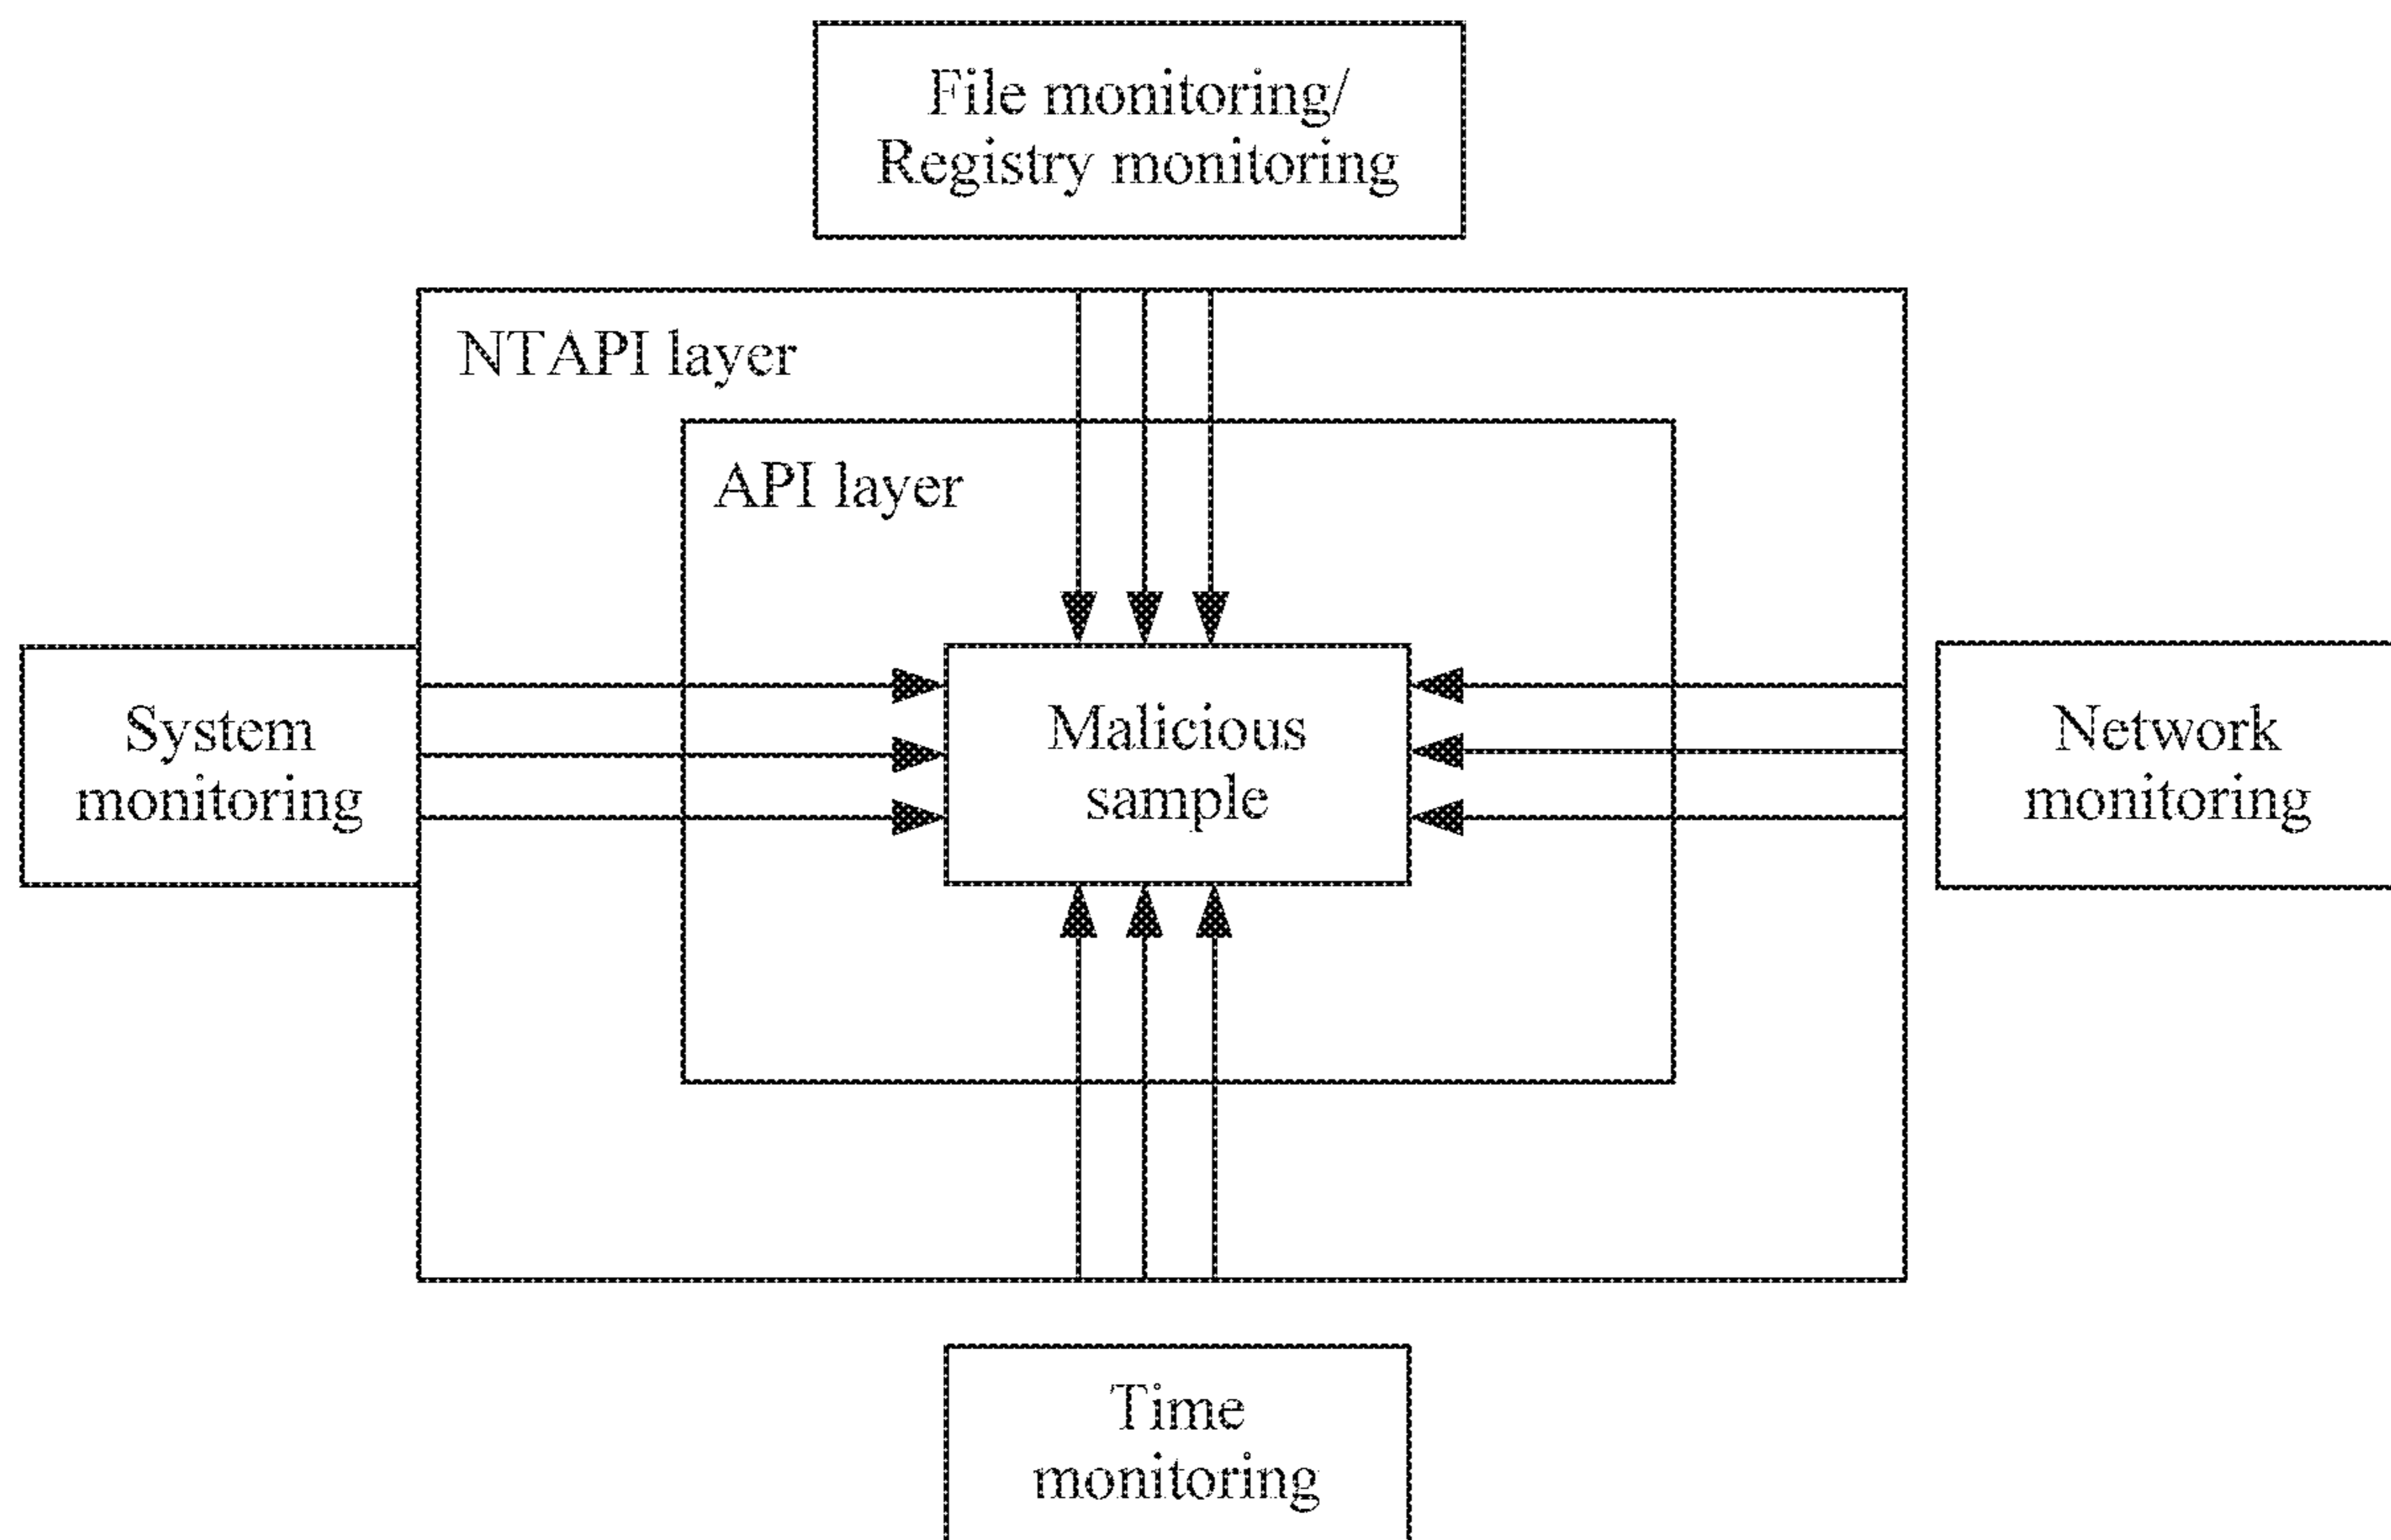 File monitoring/
Registry monitoring
NTAPI layer
API layer
System
monitoring
Malicious
sample
Network
monitoring
Time
monitoring